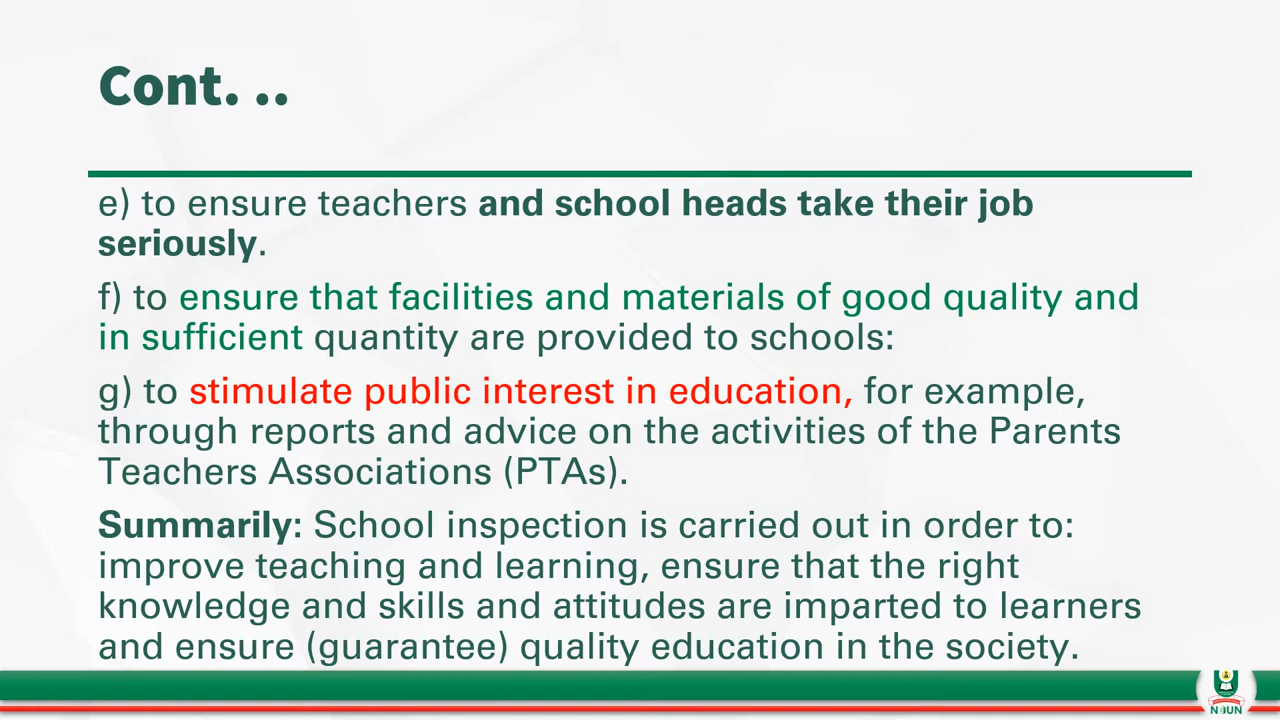 Cont. ..
e) to ensure teachers and school heads take their job
seriously.
f) to ensure that facilities and materials of good quality and
in sufficient quantity are provided to schools:
g) to stimulate public interest in education, for example,
through reports and advice on the activities of the Parents
Teachers Associations (PTAs).
Summarily: School inspection is carried out in order to:
improve teaching and learning, ensure that the right
knowledge and skills and attitudes are imparted to learners
and ensure (guarantee) quality education in the society.
NOUN